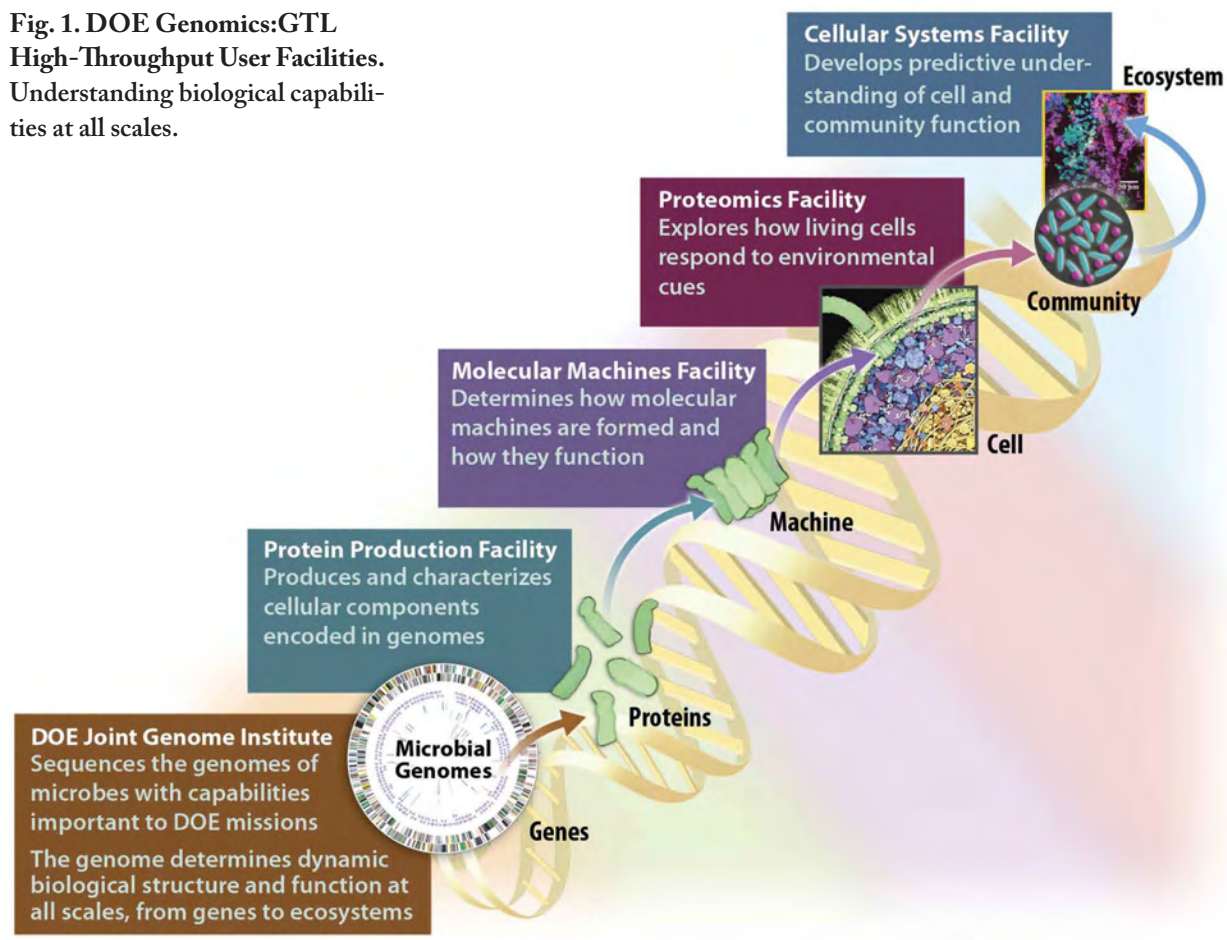 Fig. 1. DOE Genomics:GTL
High-Throughput User Facilities.
Understanding biological capabili-
ties at all scales.
Cellular Systems Facility
Develops predictive under-
standing of cell and
community function
Ecosystem
Proteomics Facility
Explores how living cells
respond to environmental
cues
Community
Molecular Machines Facility
Determines how molecular
machines are formed and
how they function
Cell
Machine
Protein Production Facility
Produces and characterizes
cellular components
encoded in genomes
Proteins
DOE Joint Genome Institute
Sequences the genomes of
microbes with capabilities
important to DOE missions
The genome determines dynamic
biological structure and function at
all scales, from genes to ecosystems
Microbial
Genomes
Genes